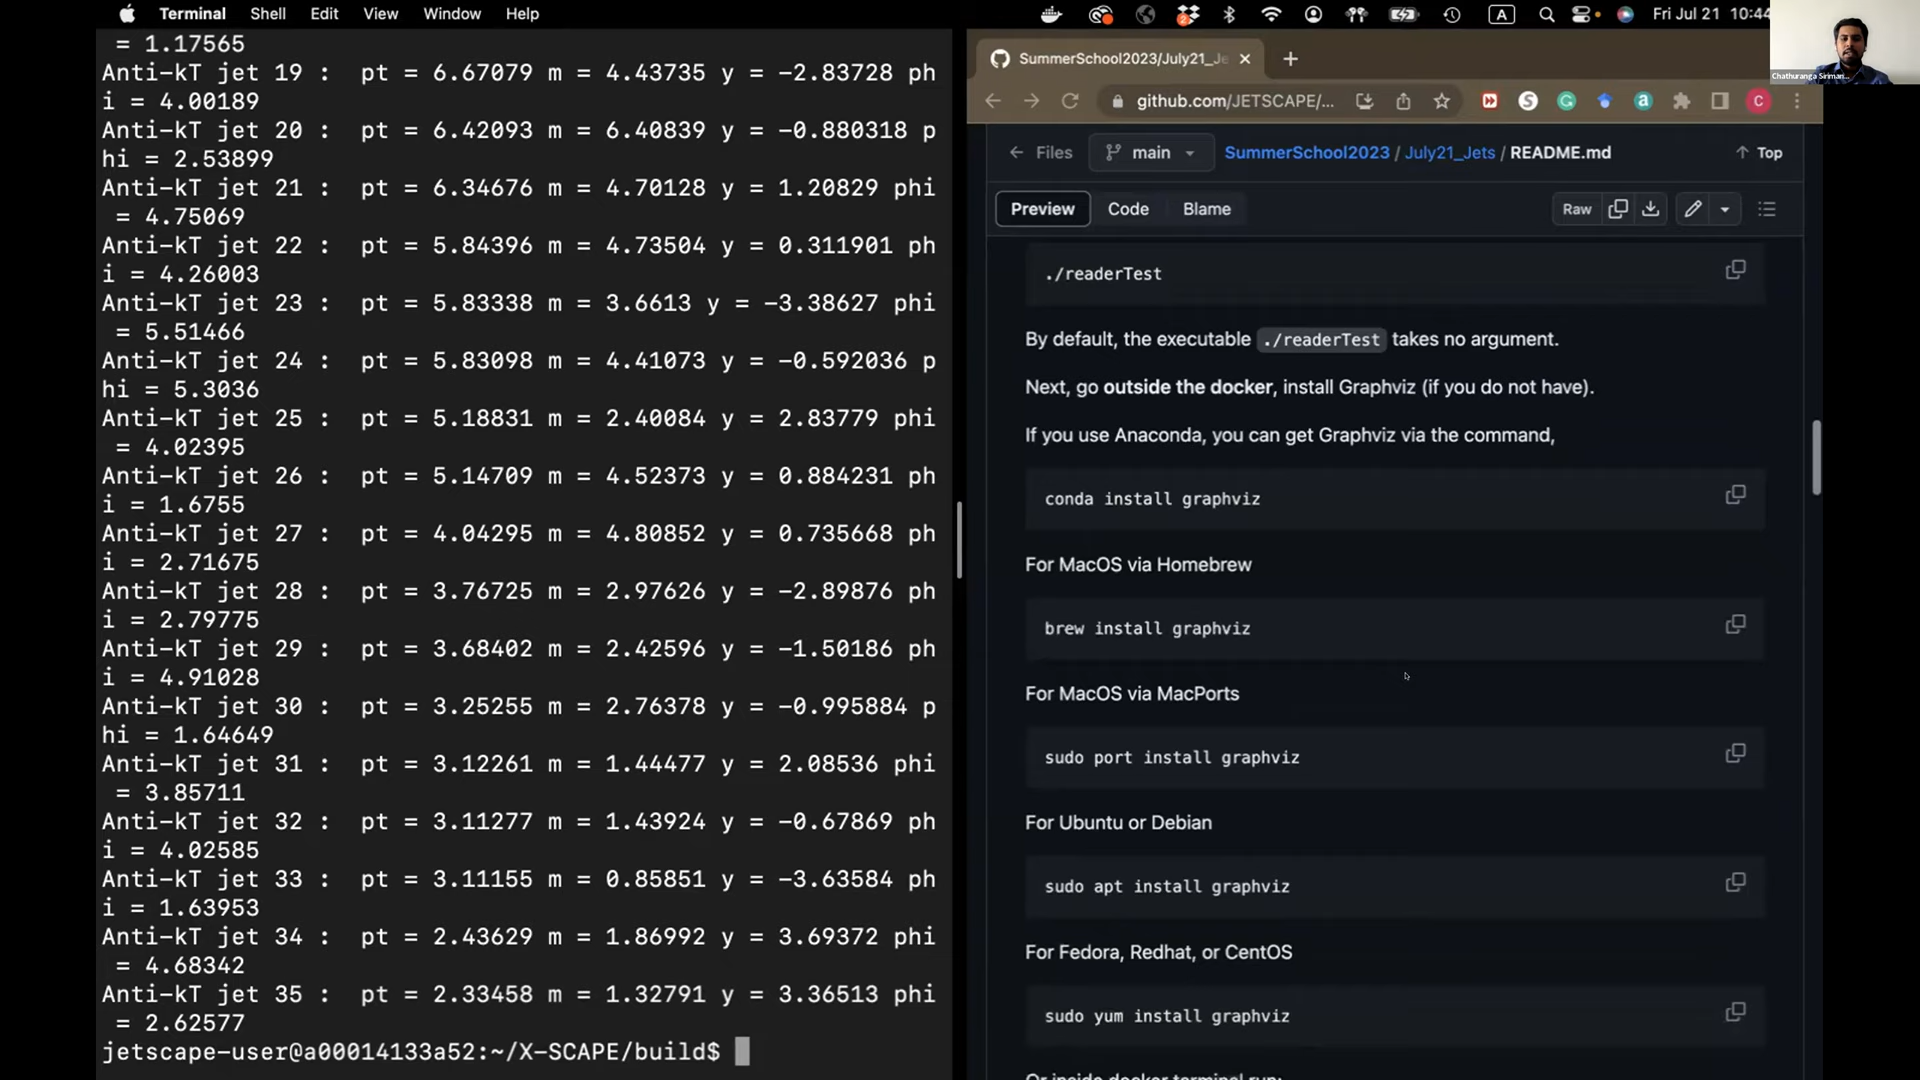 Terminal Shell Edit View Window Help
A
Fri Jul 21 10:44
= 1.17565
Anti-kT jet 19 : pt = 6.67079 m = 4.43735 y = -2.83728 ph
i = 4.00189
Anti-kT jet 20 : pt = 6.42093 m = 6.40839 y = -0.880318 p
hi = 2.53899
Anti-kT jet 21 : pt = 6.34676 m = 4.70128 y = 1.20829 phi
= 4.75069
Anti-kT jet 22 : pt = 5.84396 m = 4.73504 y = 0.311901 ph
i = 4.26003
Anti-kT jet 23 : pt = 5.83338 m = 3.6613 y = -3.38627 phi
= 5.51466
Anti-kT jet 24 : pt = 5.83098 m = 4.41073 y = -0.592036 p
hi = 5.3036
Anti-kT jet 25 : pt = 5.18831 m = 2.40084 y = 2.83779 phi
= 4.02395
Anti-kT jet 26 : pt = 5.14709 m = 4.52373 y = 0.884231 ph
i = 1.6755
Anti-kT jet 27 : pt = 4.04295 m = 4.80852 y = 0.735668 ph
i = 2.71675
Anti-kT jet 28 : pt = 3.76725 m = 2.97626 y = -2.89876 ph
i = 2.79775
Anti-kT jet 29 : pt = 3.68402 m = 2.42596 y = -1.50186 ph
i = 4.91028
Anti-kT jet 30 : pt = 3.25255 m = 2.76378 y = -0.995884 p
hi = 1.64649
Anti-kT jet 31 : pt = 3.12261 m = 1.44477 y = 2.08536 phi
= 3.85711
Anti-kT jet 32 : pt = 3.11277 m = 1.43924 y = -0.67869 ph
i = 4.02585
Anti-kT jet 33 : pt = 3.11155 m = 0.85851 y = -3.63584 ph
i = 1.63953
Anti-kT jet 34 : pt = 2.43629 m = 1.86992 y = 3.69372 phi
= 4.68342
Anti-kT jet 35 : pt = 2.33458 m = 1.32791 y = 3.36513 phi
= 2.62577
jetscape-user@a00014133a52:~/X-SCAPE/build$
SummerSchool2023/July21_Je
github.com/JETSCAPE/...
Files main SummerSchool2023 / July21_Jets / README.md Top
Preview Code Blame Raw
./readerTest
By default, the executable ./readerTest takes no argument.
Next, go outside the docker, install Graphviz (if you do not have).
If you use Anaconda, you can get Graphviz via the command,
conda install graphviz
For MacOS via Homebrew
brew install graphviz
For MacOS via MacPorts
sudo port install graphviz
For Ubuntu or Debian
sudo apt install graphviz
For Fedora, Redhat, or CentOS
sudo yum install graphviz
Or inside docker terminal run:
Chathuranga Siriman...